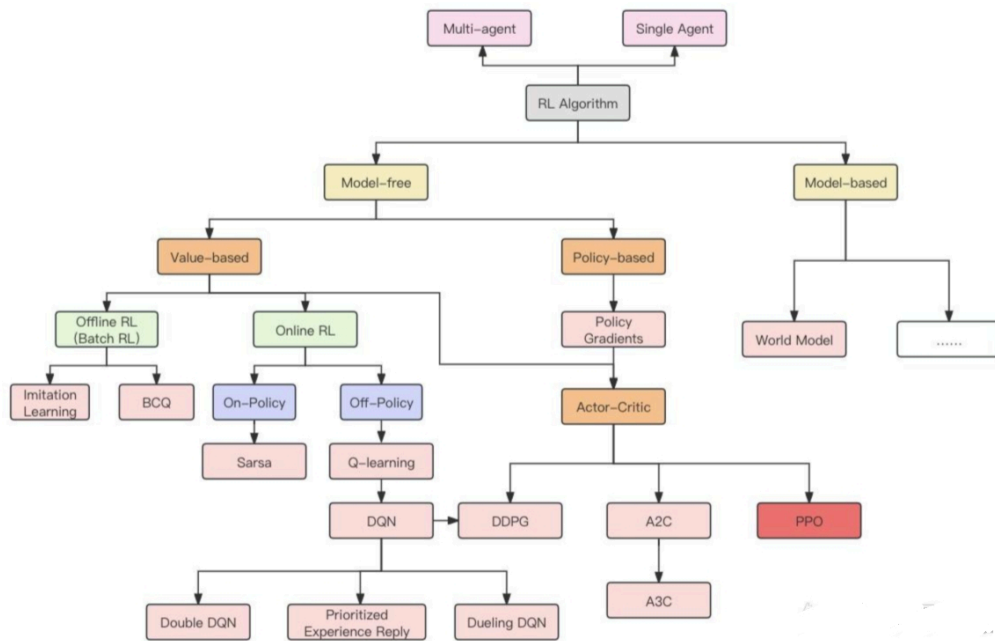 Multi-agent
Single Agent
RL Algorithm
Model-free
Model-based
Value-based
Policy-based
Offline RL
(Batch RL)
Online RL
Policy
Gradients
World Model
......
Imitation
Learning
BCQ
On-Policy
Off-Policy
Actor-Critic
Sarsa
Q-learning
DQN
DDPG
A2C
PPO
Double DQN
Prioritized
Experience Reply
Dueling DQN
A3C